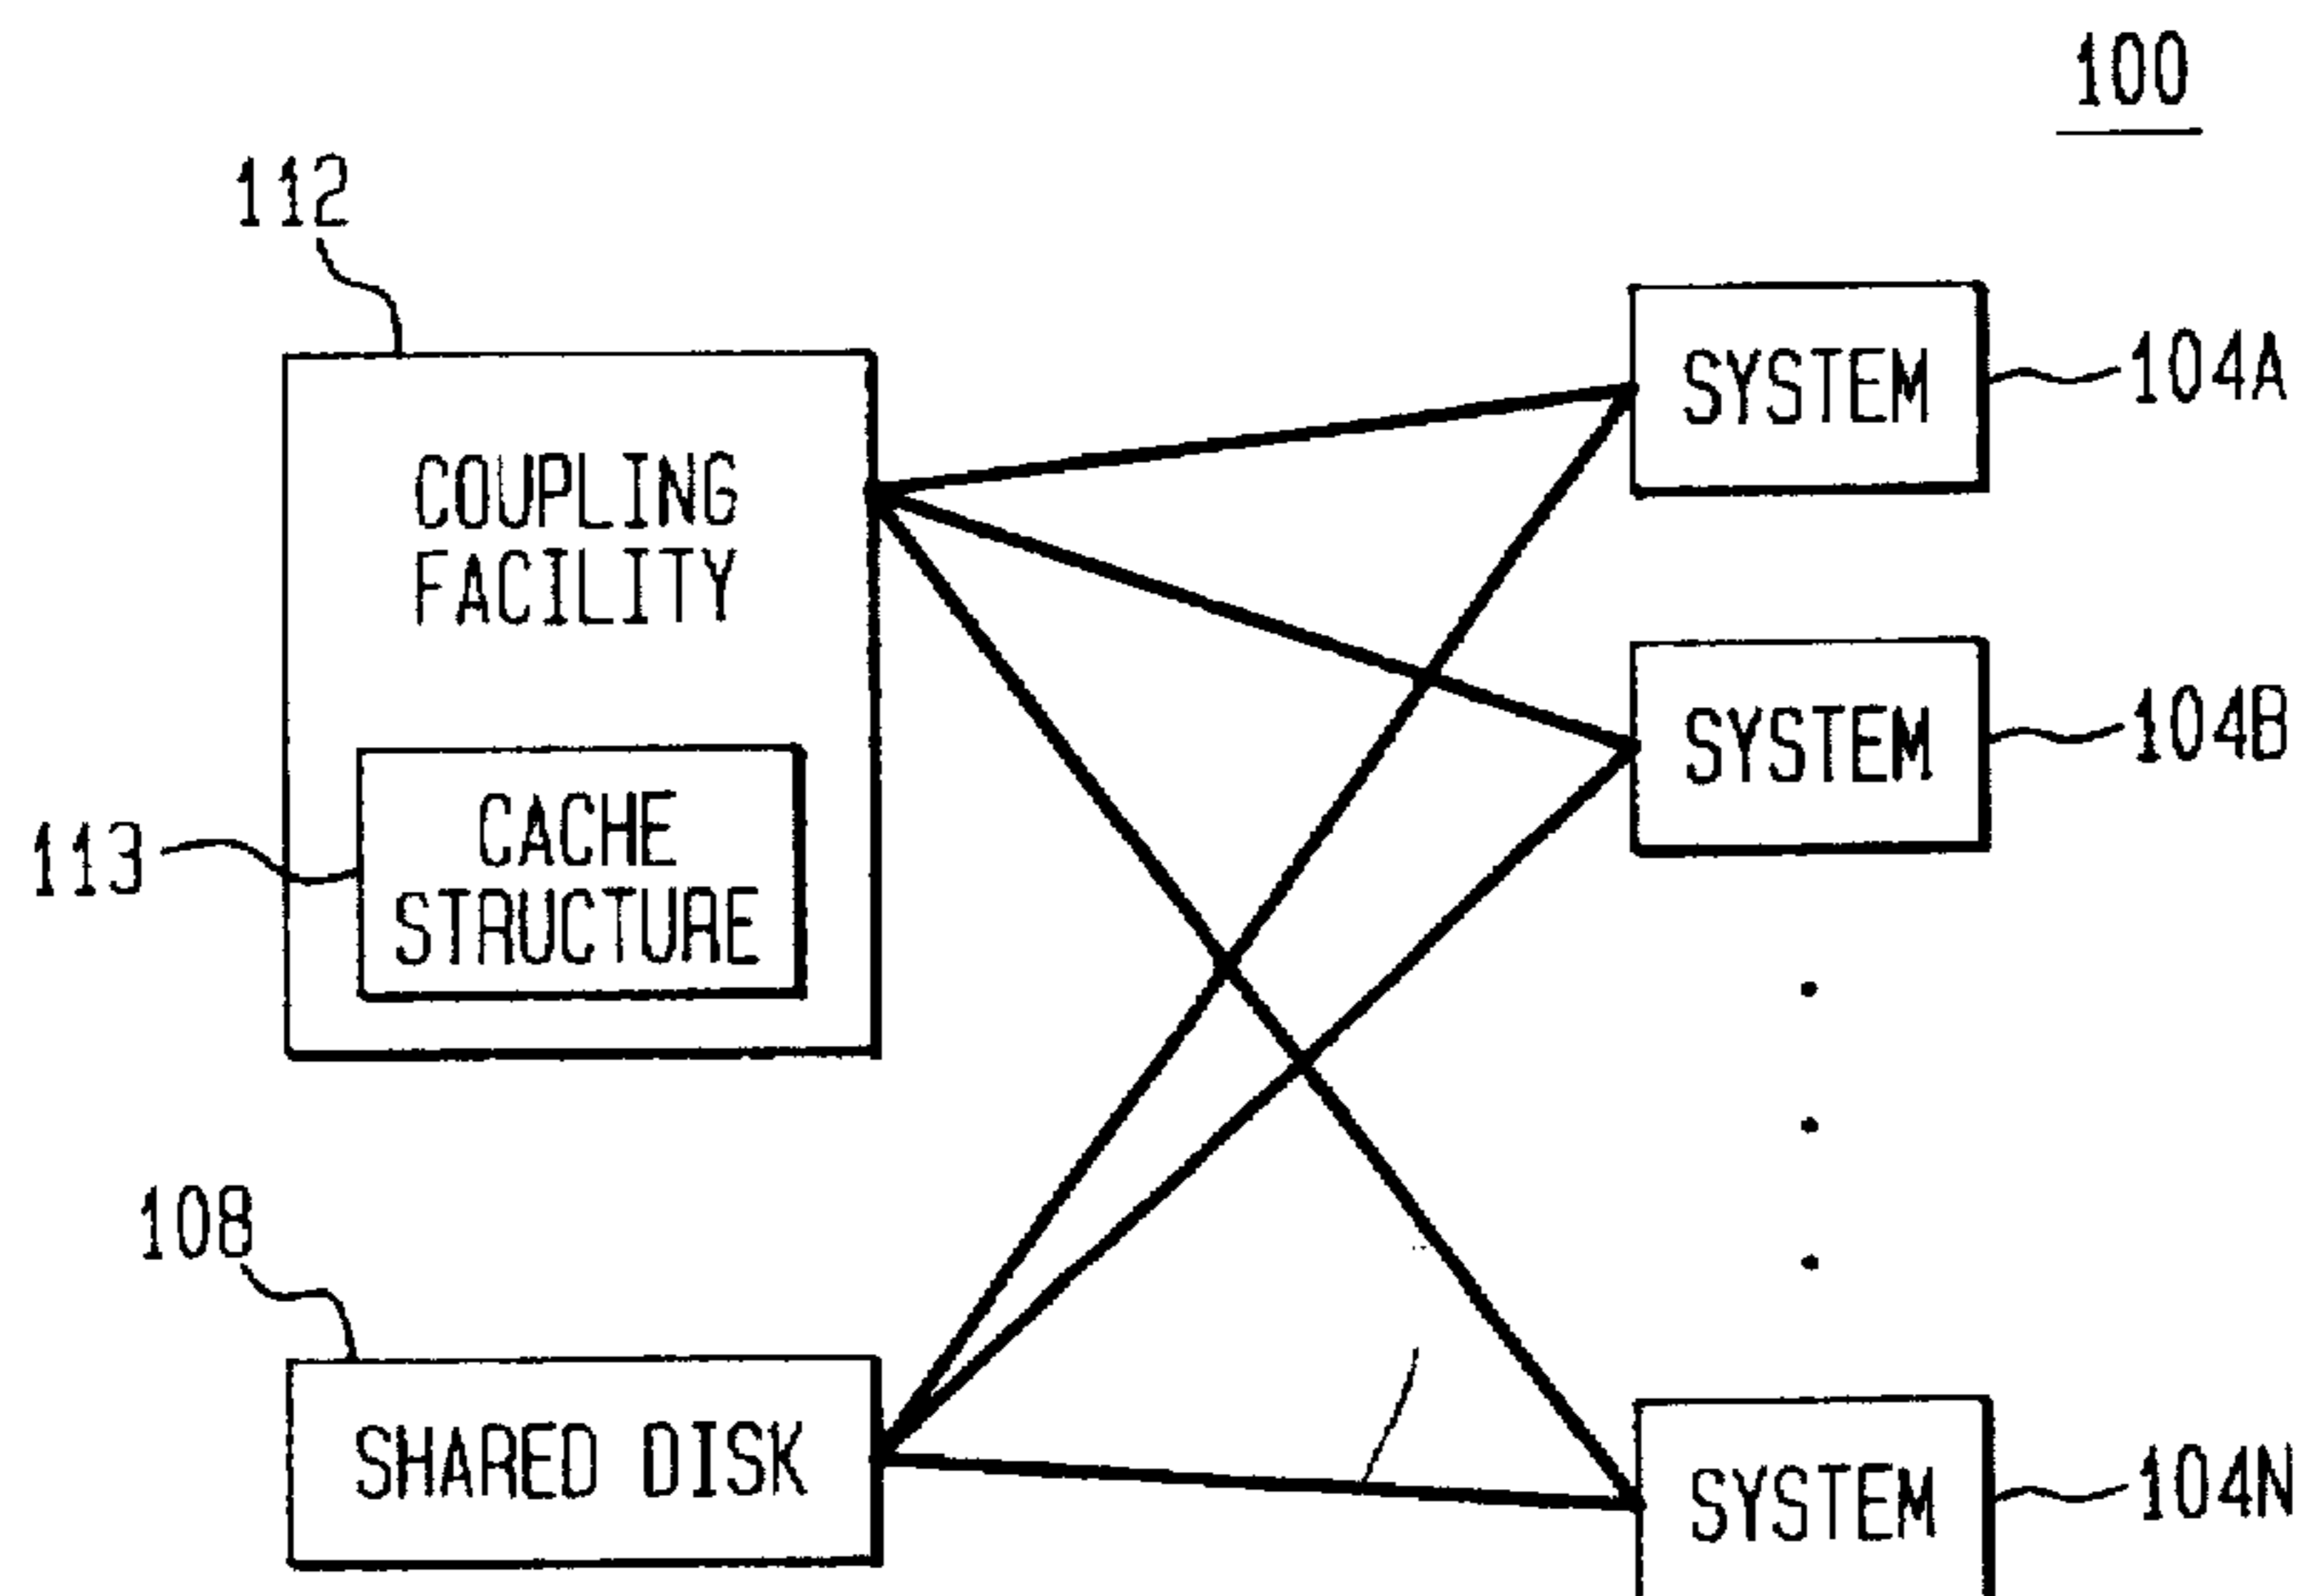 100
112
SYSTEM
104A
COUPLING
FACILITY
SYSTEM
104B
CACHE
STRUCTURE
113
108
SHARED DISK
SYSTEM
104N